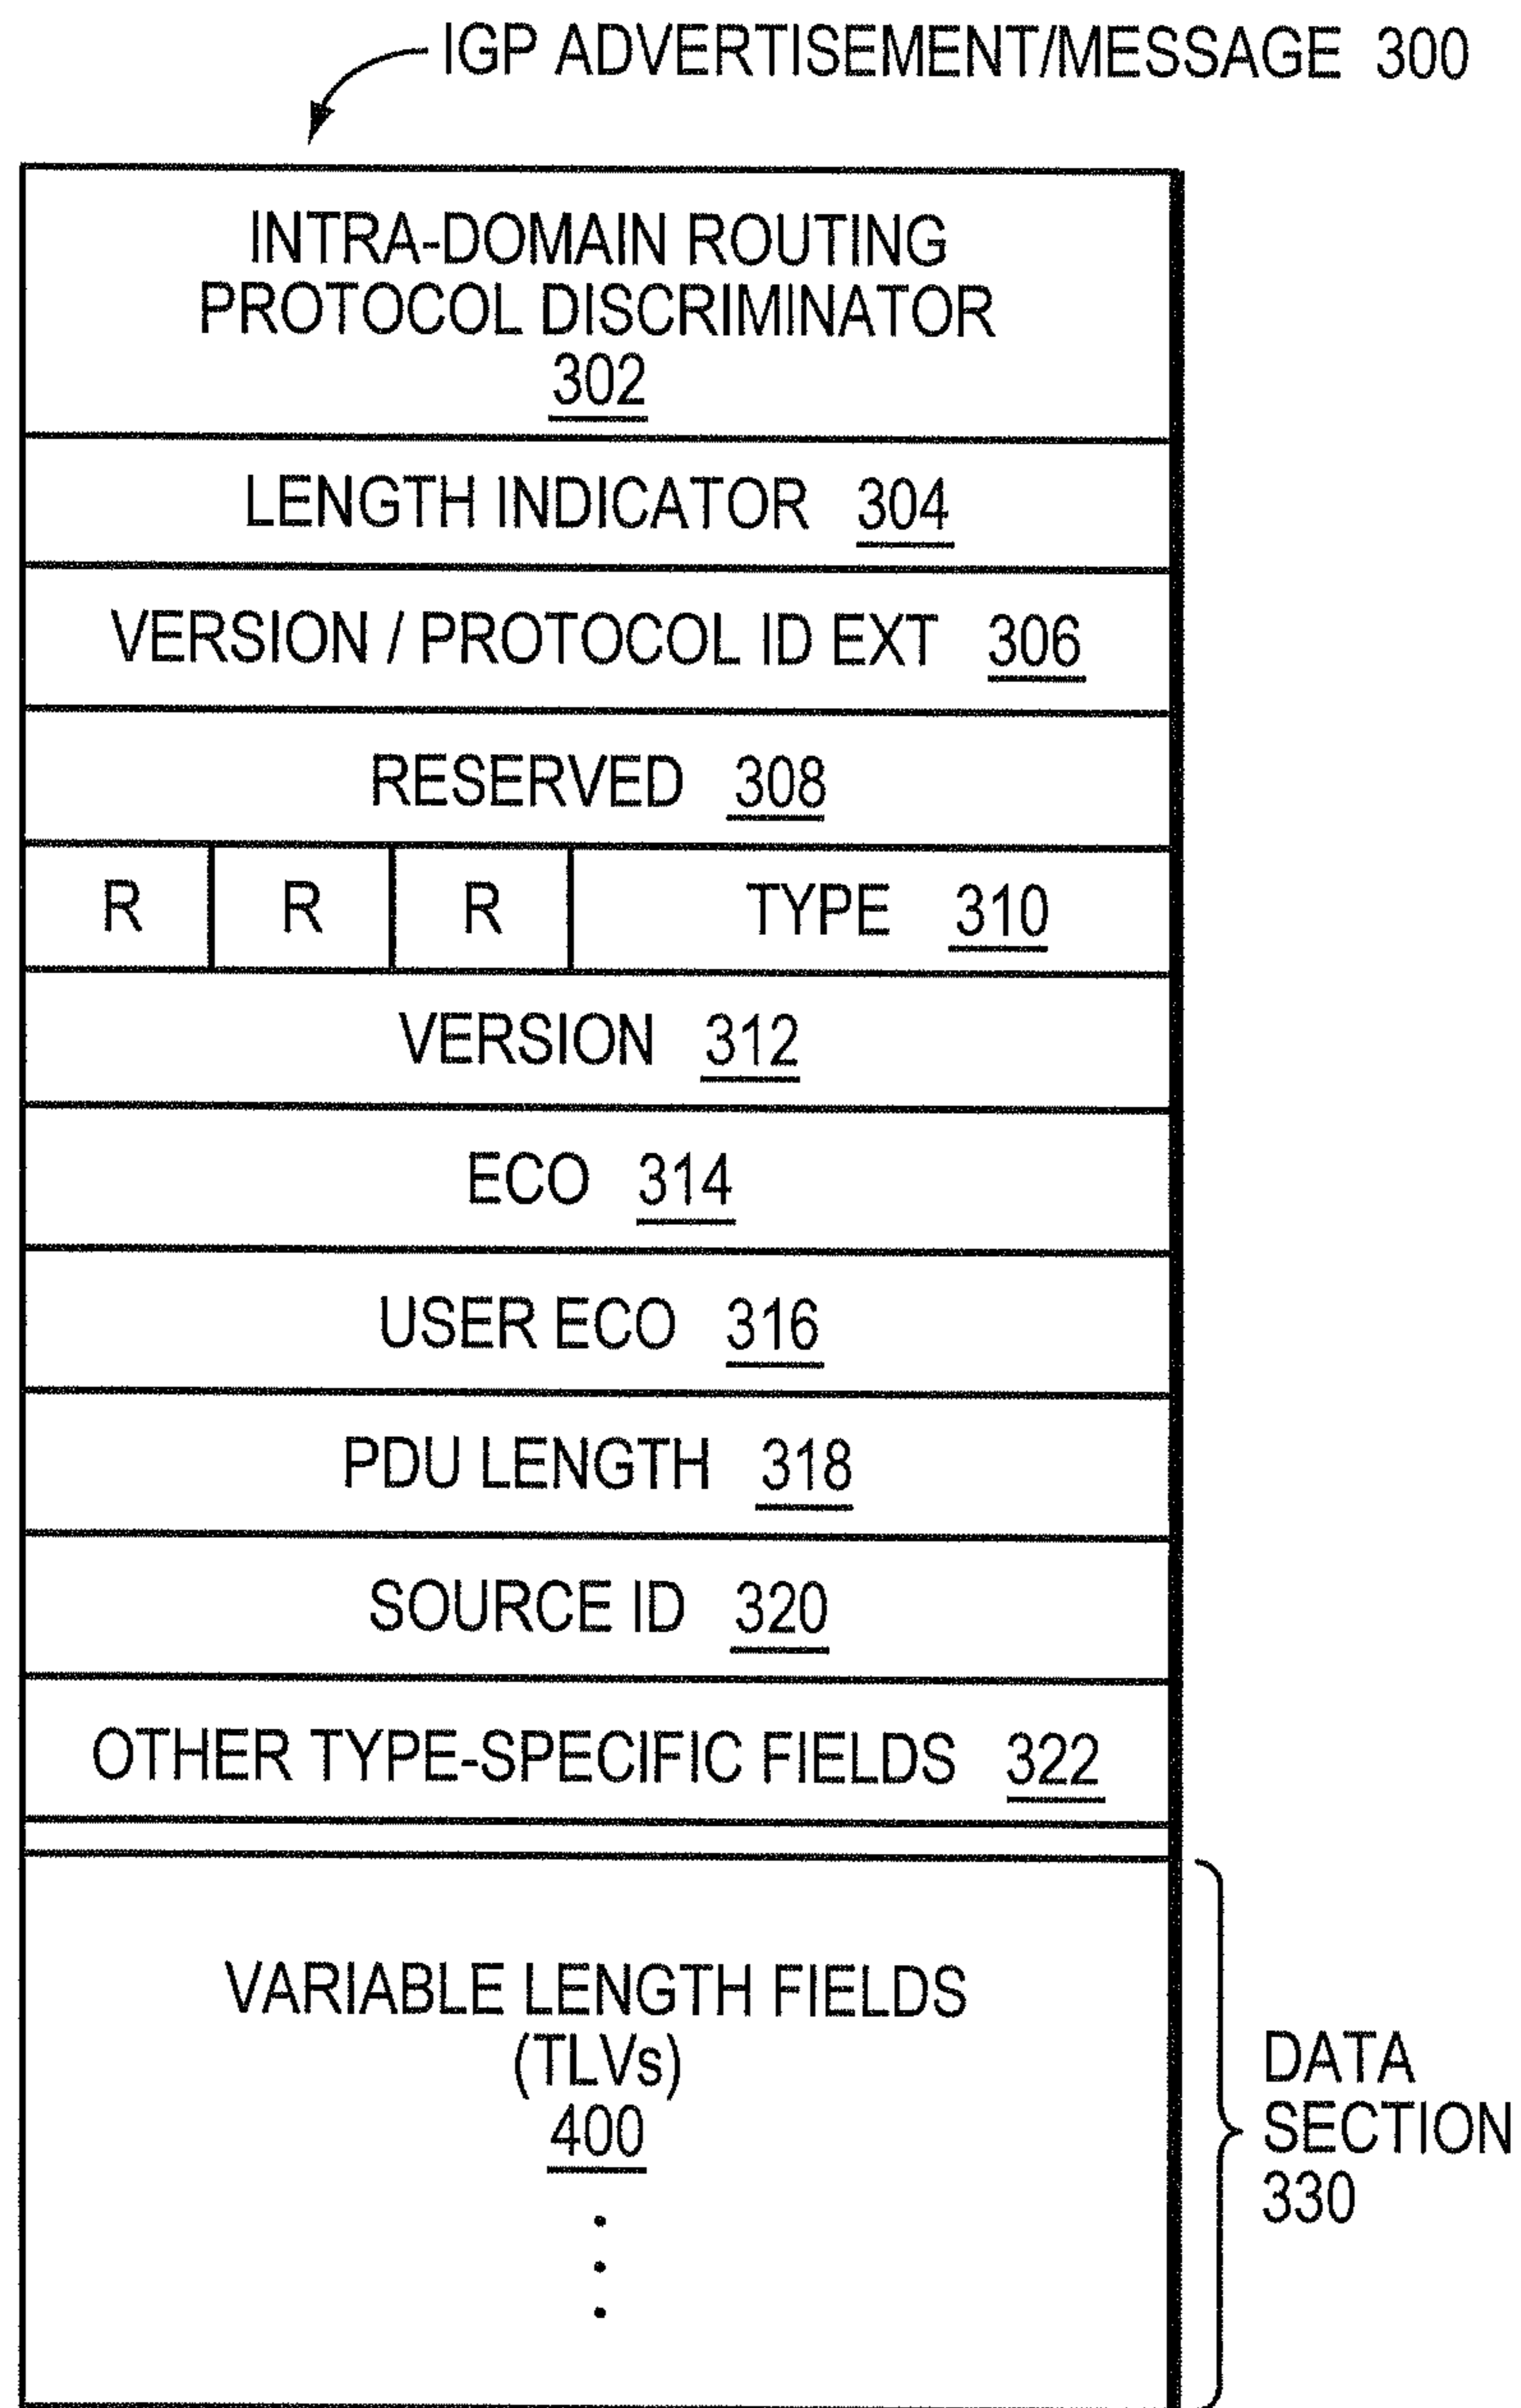 IGP ADVERTISEMENT/MESSAGE 300
INTRA-DOMAIN ROUTING
PROTOCOL DISCRIMINATOR
302
LENGTH INDICATOR 304
VERSION / PROTOCOL ID EXT 306
RESERVED 308
R R R TYPE 310
VERSION 312
ECO 314
USER ECO 316
PDU LENGTH 318
SOURCE ID 320
OTHER TYPE-SPECIFIC FIELDS 322
VARIABLE LENGTH FIELDS
(TLVs)
400
DATA
SECTION
330